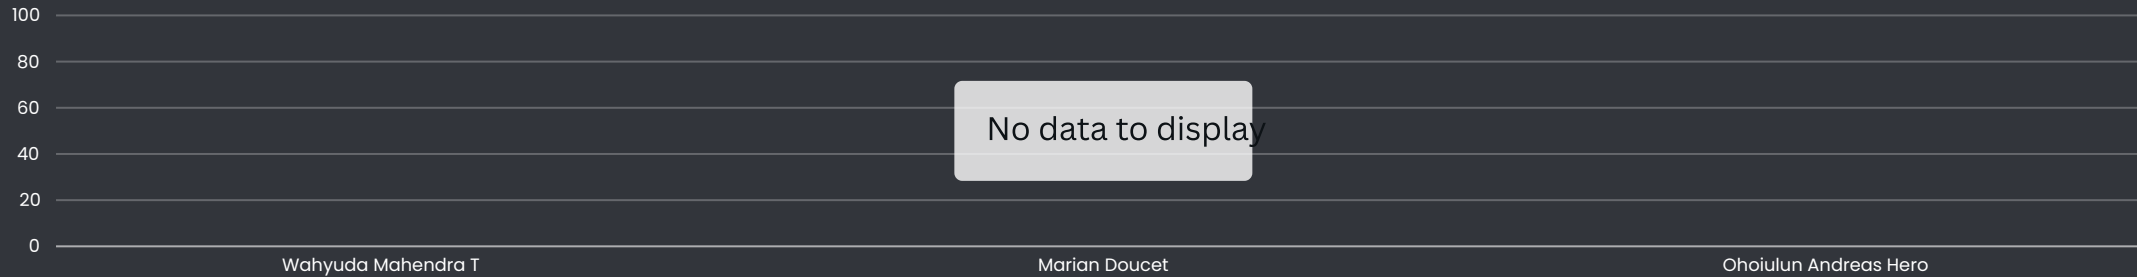 100
80
60
No data to display
40
20
0
Wahyuda Mahendra T
Marian Doucet
Ohoiulun Andreas Hero